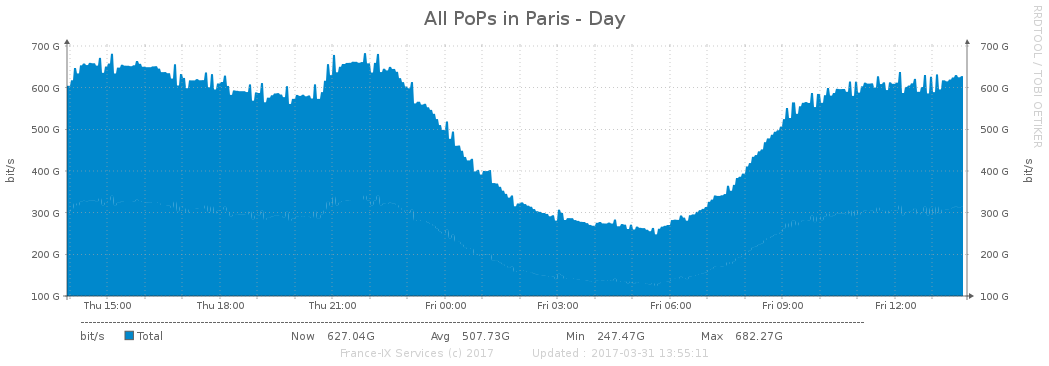 All PoPs in Paris - Day
RRDTOOL / TOBI OETIKER
700 G 700 G
600 G 600 G
500 G 500 G
400 G 400 G
300 G 300 G
200 G 200 G
100 G 100 G
bit/s bit/s
Thu 15:00 Thu 18:00 Thu 21:00 Fri 00:00 Fri 03:00 Fri 06:00 Fri 09:00 Fri 12:00
bit/s Total Now 627.04G Avg 507.73G Min 247.47G Max 682.27G
France-IX Services (c) 2017 Updated : 2017-03-31 13:55:11